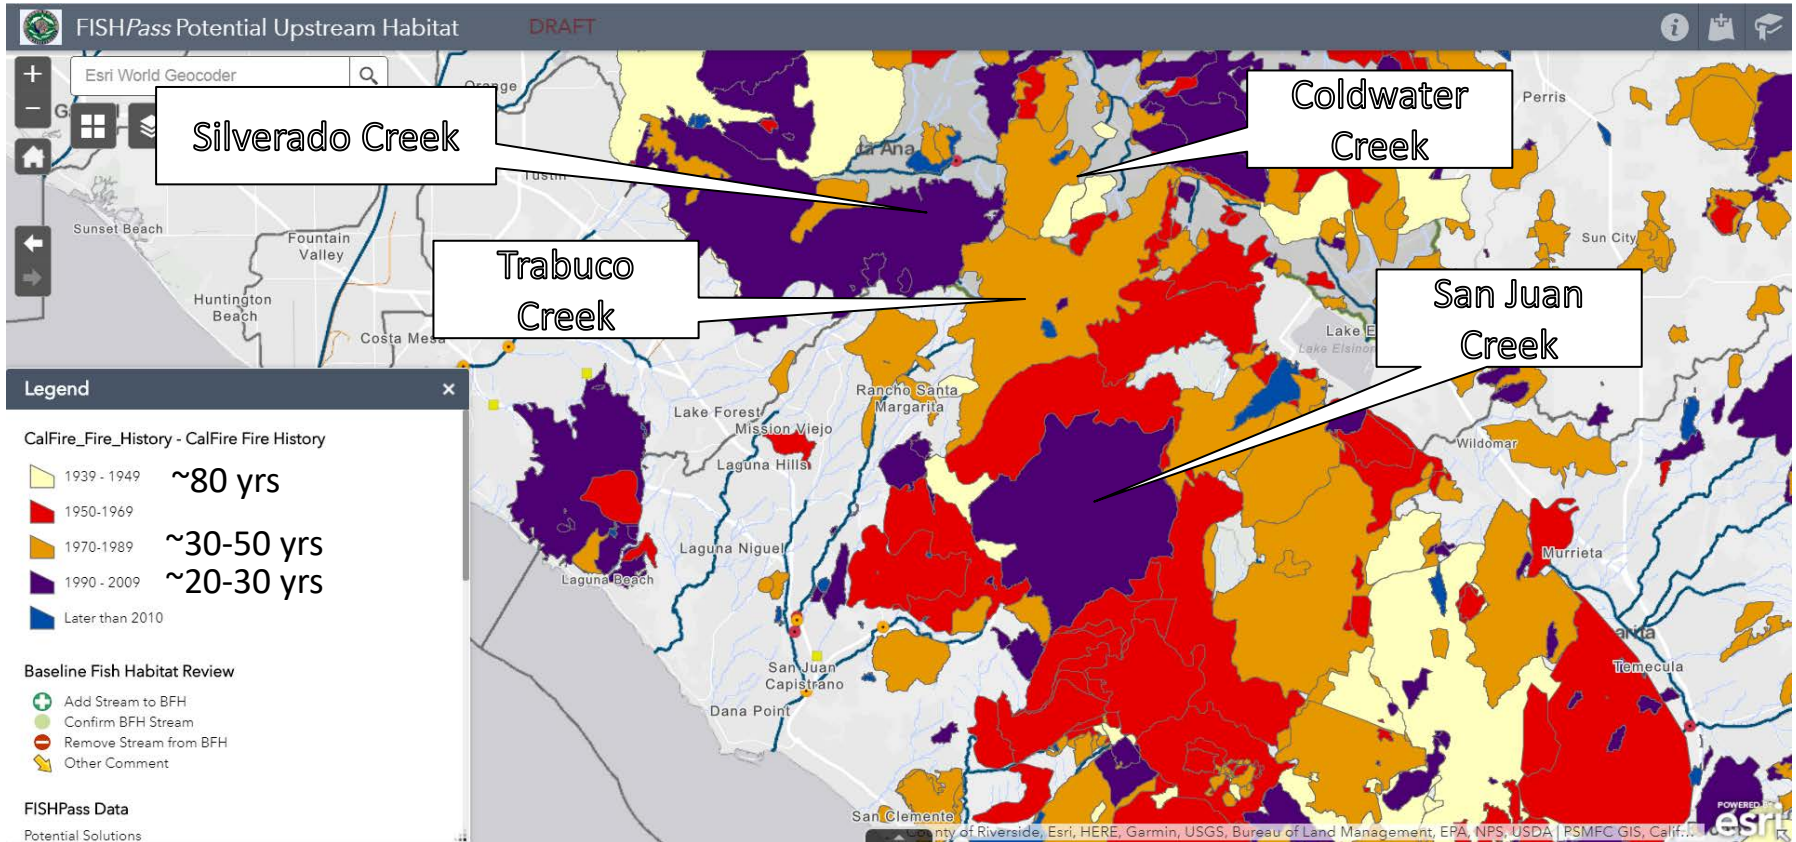 FISHPass Potential Upstream Habitat
DRAFT
Esri World Geocoder
Orange
Silverado Creek
Coldwater
Creek
Perris
ta Ana
Tustin
Sunset Beach
Fountain
Valley
Sun City
Trabuco
Creek
San Juan
Creek
Huntington
Beach
Costa Mesa
Lake E
Lake Elsinor
Legend
Rancho Santa
Margarita
Lake Forest
Mission Viejo
Laguna Hills
Wildomar
CalFire_Fire_History - CalFire Fire History
1939 - 1949
~80 yrs
1950-1969
1970-1989
~30-50 yrs
1990 - 2009
~20-30 yrs
Later than 2010
Laguna Niguel
Laguna Beach
Murrieta
arita
Temecula
Baseline Fish Habitat Review
Add Stream to BFH
Confirm BFH Stream
Remove Stream from BFH
Other Comment
San Juan
Capistrano
Dana Point
FISHPass Data
Potential Solutions
San Clemente
POWERED BY
esri
nty of Riverside, Esri, HERE, Garmin, USGS, Bureau of Land Management, EPA, NPS, USDA | PSMFC GIS, Calif...